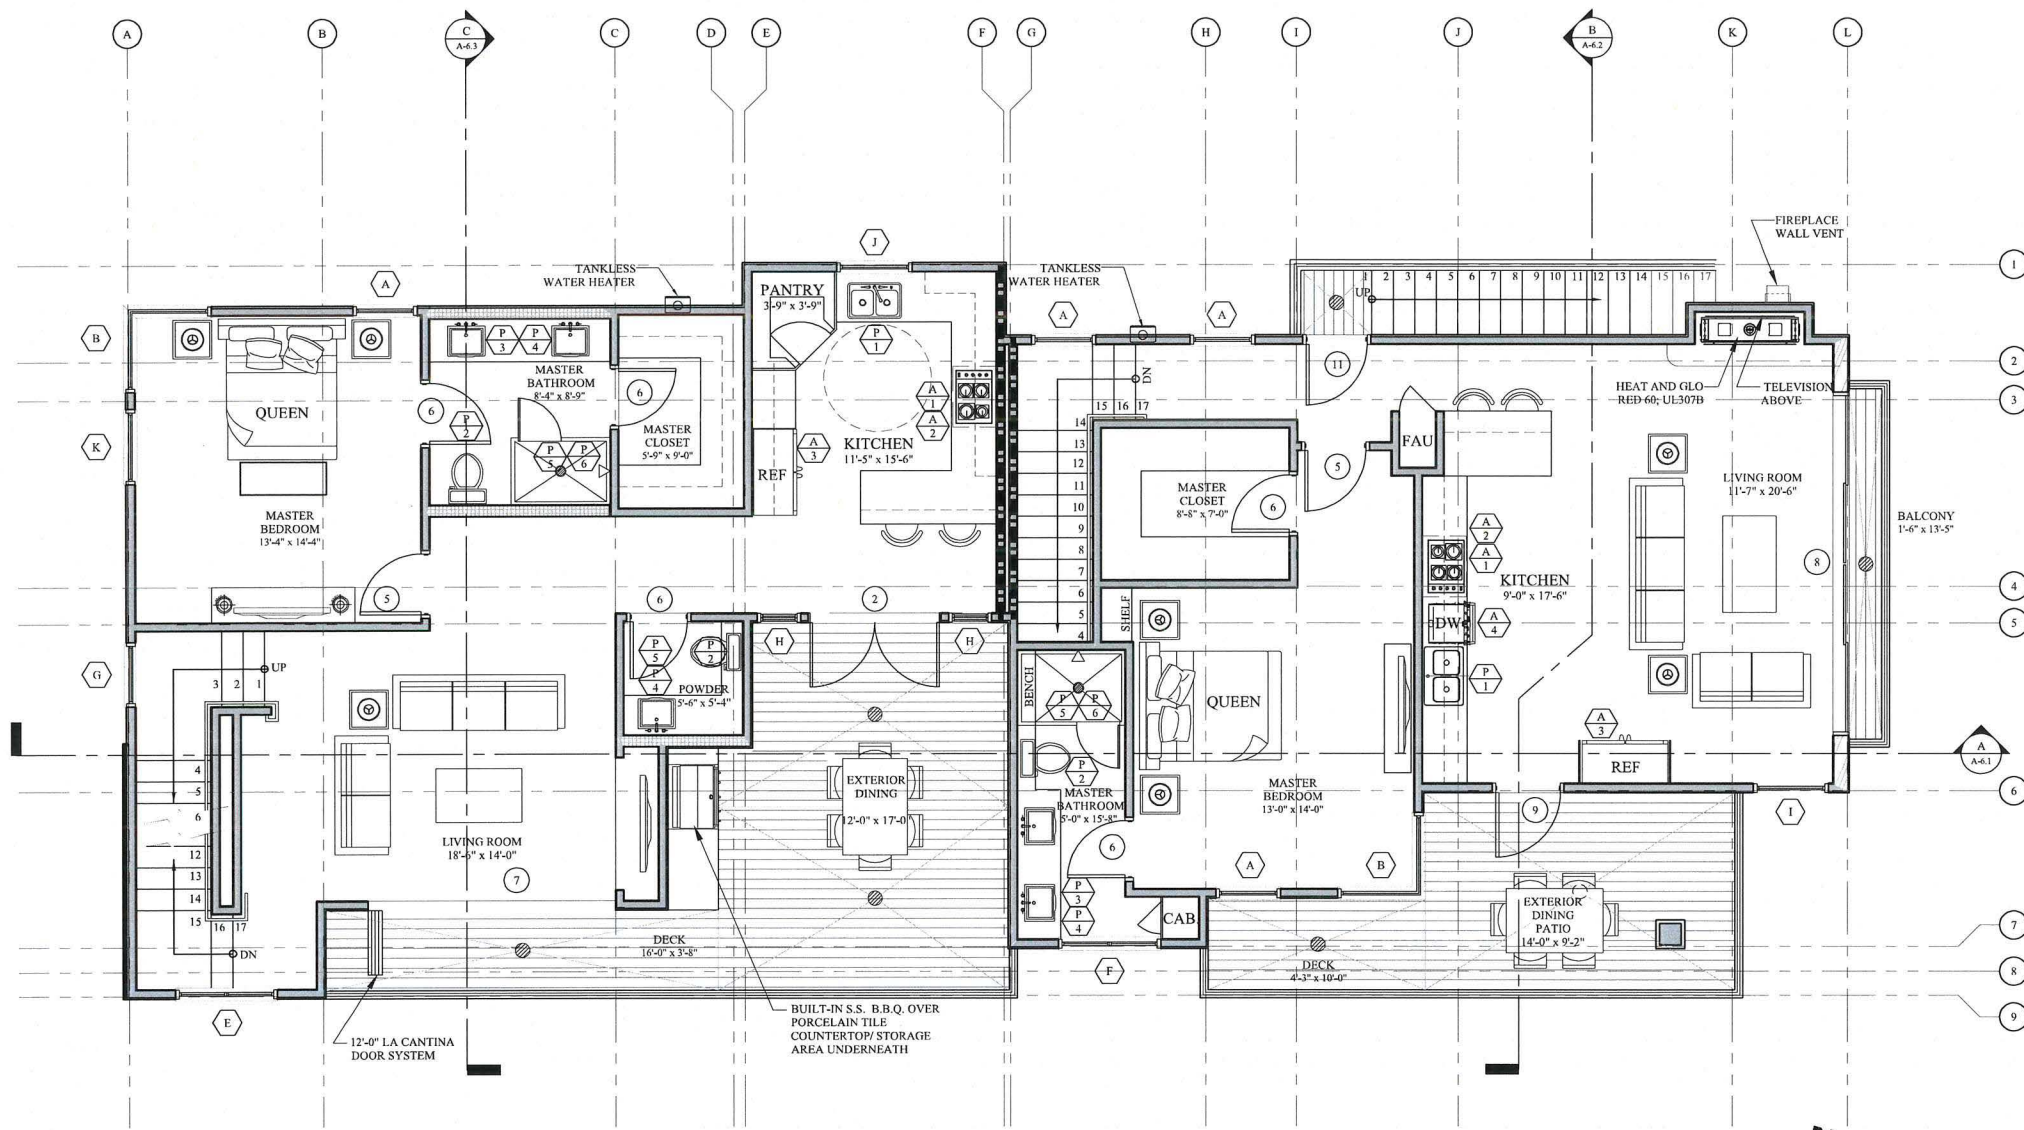 A
B
C
A-6.3
C
D
E
F
G
H
I
J
B
A-6.2
K
L
FIREPLACE
WALL VENT
J
1
TANKLESS
WATER HEATER
TANKLESS
WATER HEATER
A
PANTRY
3'-9" x 3'-9"
A
A
1 2 3 4 5 6 7 8 9 10 11 12 13 14 15 16 17
UP
B
P
3
P
4
P
1
2
MASTER
BATHROOM
8'-4" x 8'-9"
DN
11
HEAT AND GLO
RED 60; UL307B
TELEVISION
ABOVE
3
QUEEN
6
6
P
2
A
1
A
2
15 16 17
14
13
12
11
10
9
8
7
6
5
4
MASTER
CLOSET
5'-9" x 9'-0"
KITCHEN
11'-5" x 15'-6"
A
3
REF
FAU
K
P
5
P
6
5
MASTER
CLOSET
8'-8" x 7'-0"
6
LIVING ROOM
11'-7" x 20'-6"
MASTER
BEDROOM
13'-4" x 14'-4"
BALCONY
1'-6" x 13'-5"
A
2
A
1
8
KITCHEN
9'-0" x 17'-6"
4
5
6
2
SHELF
DW
A
4
5
H
H
P
5
P
4
P
2
POWDER
5'-6" x 5'-4"
G
UP
3 2 1
BENCH
P
5
P
6
QUEEN
P
1
A
3
REF
A
A-6.1
4
5
6
12
13
14
15
16 17
DN
EXTERIOR
DINING
12'-0" x 17'-0
P
2
MASTER
BATHROOM
5'-0" x 15'-8"
MASTER
BEDROOM
13'-0" x 14'-0"
6
9
I
LIVING ROOM
18'-6" x 14'-0"
7
6
A
B
P
3
P
4
CAB.
EXTERIOR
DINING
PATIO
14'-0" x 9'-2"
7
DECK
16'-0" x 3'-8"
DECK
4'-3" x 10'-0"
F
8
E
9
12'-0" LA CANTINA
DOOR SYSTEM
BUILT-IN S.S. B.B.Q. OVER
PORCELAIN TILE
COUNTERTOP/ STORAGE
AREA UNDERNEATH